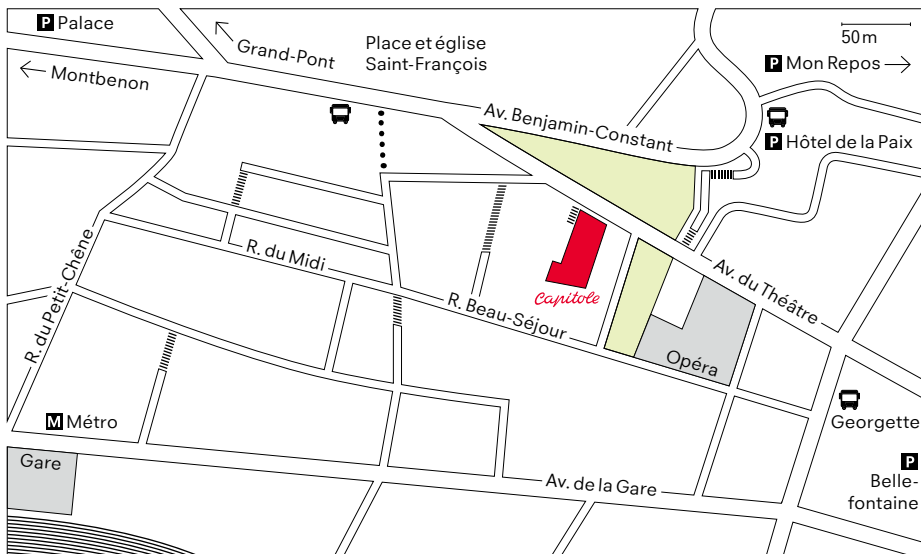 P Palace
Grand-Pont
Place et église
Saint-François
50 m
Montbenon
P Mon Repos
Av. Benjamin-Constant
P Hôtel de la Paix
R. du Midi
R. du Petit-Chêne
Capitole
R. Beau-Séjour
Av. du Théâtre
Opéra
M Métro
Georgette
Gare
Av. de la Gare
P
Belle-
fontaine